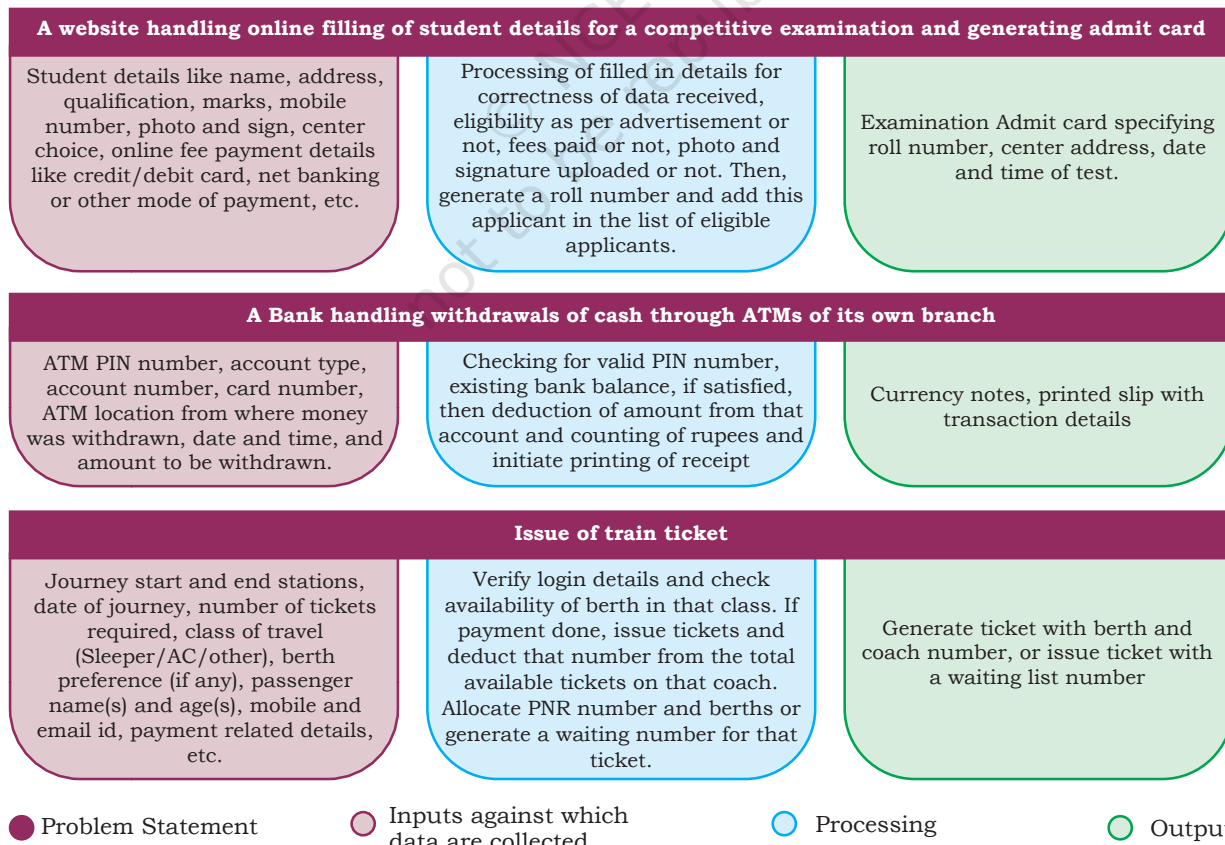 A website handling online filling of student details for a competitive examination and generating admit card
Student details like name, address,
qualification, marks, mobile
number, photo and sign, center
choice, online fee payment details
like credit/debit card, net banking
or other mode of payment, etc.
Processing of filled in details for
correctness of data received,
eligibility as per advertisement or
not, fees paid or not, photo and
signature uploaded or not. Then,
generate a roll number and add this
applicant in the list of eligible
applicants.
Examination Admit card specifying
roll number, center address, date
and time of test.
A Bank handling withdrawals of cash through ATMs of its own branch
ATM PIN number, account type,
account number, card number,
ATM location from where money
was withdrawn, date and time, and
amount to be withdrawn.
Checking for valid PIN number,
existing bank balance, if satisfied,
then deduction of amount from that
account and counting of rupees and
initiate printing of receipt
Currency notes, printed slip with
transaction details
Issue of train ticket
Journey start and end stations,
date of journey, number of tickets
required, class of travel
(Sleeper/AC/other), berth
preference (if any), passenger
name(s) and age(s), mobile and
email id, payment related details,
etc.
Verify login details and check
availability of berth in that class. If
payment done, issue tickets and
deduct that number from the total
available tickets on that coach.
Allocate PNR number and berths or
generate a waiting number for that
ticket.
Generate ticket with berth and
coach number, or issue ticket with
a waiting list number
Problem Statement
Inputs against which
data are collected
Processing
Output
© NCE
not to be repu